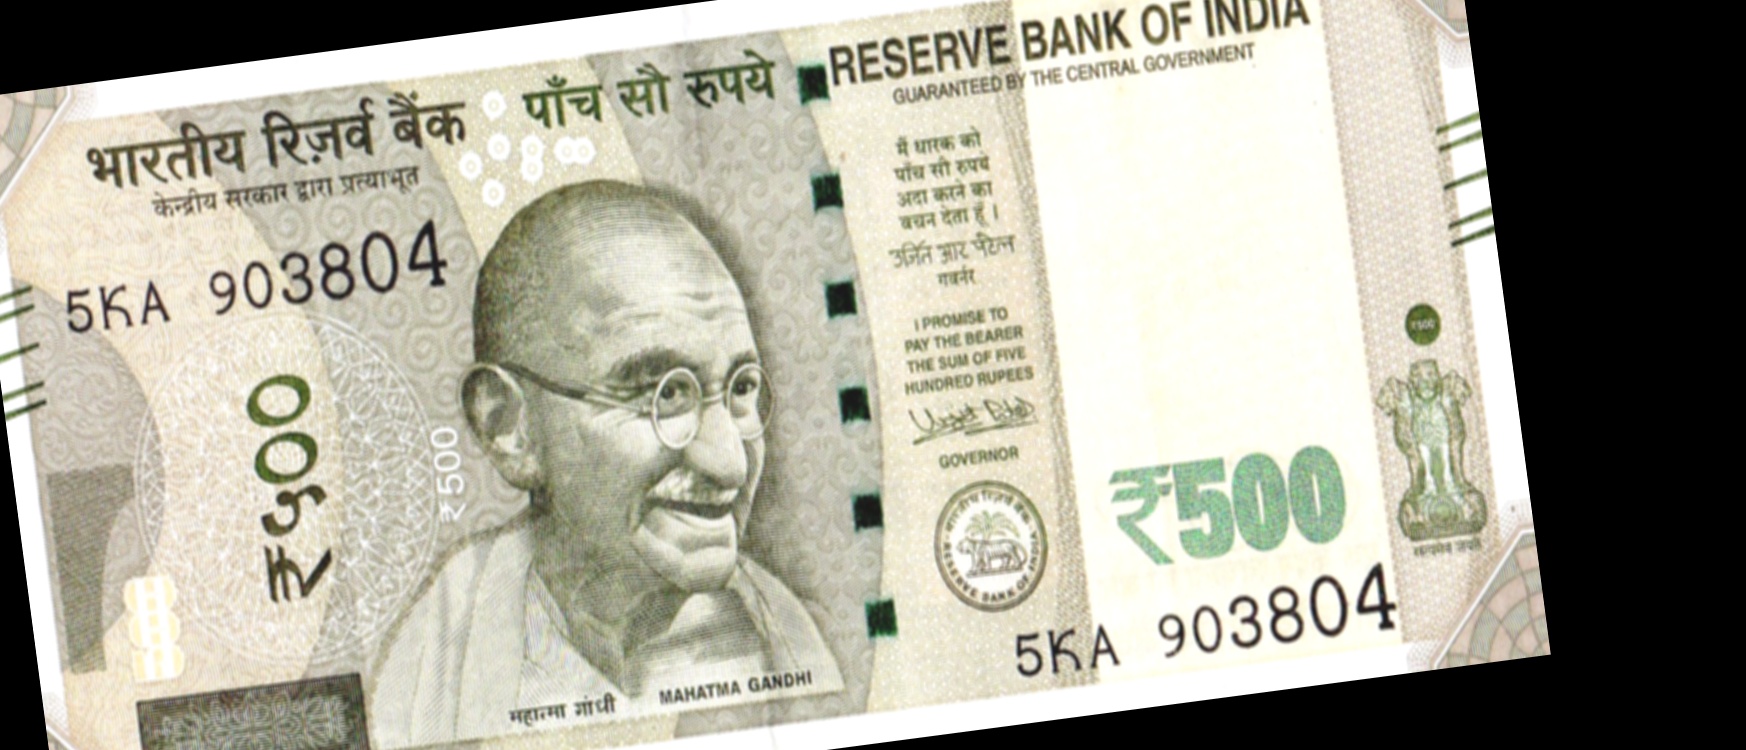 भारतीय रिज़र्व बैंक
केन्द्रीय सरकार द्वारा प्रत्याभूत
पाँच सौ रुपये
RESERVE BANK OF INDIA
GUARANTEED BY THE CENTRAL GOVERNMENT
5KA 903804
₹५००
₹500
मैं धारक को
पाँच सौ रुपये
अदा करने का
वचन देता हूँ ।
उर्जित आर पटेल
गवर्नर
I PROMISE TO
PAY THE BEARER
THE SUM OF FIVE
HUNDRED RUPEES
GOVERNOR
भारतीय रिज़र्व बैंक
RESERVE BANK OF INDIA
₹500
₹500
सत्यमेव जयते
5KA 903804
महात्मा गांधी
MAHATMA GANDHI